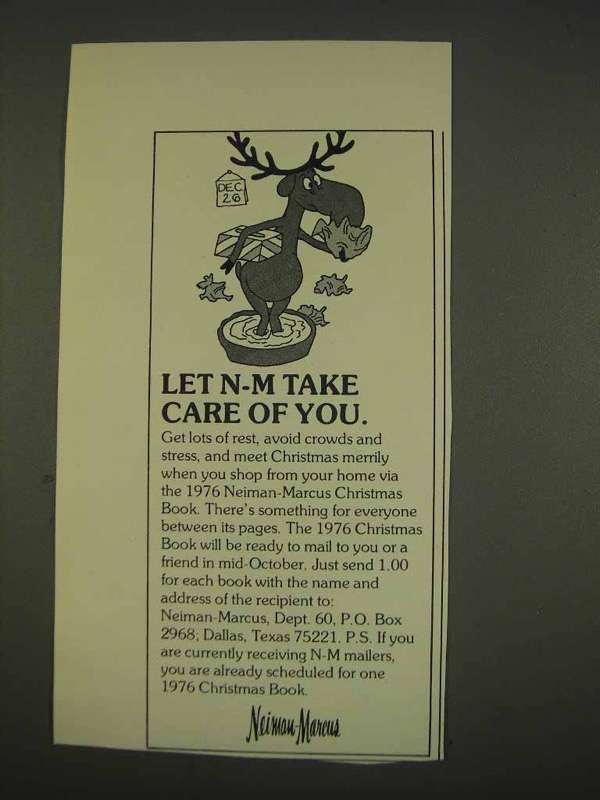 DEC.
26
LET N-M TAKE
CARE OF YOU.
Get lots of rest, avoid crowds and
stress, and meet Christmas merrily
when you shop from your home via
the 1976 Neiman-Marcus Christmas
Book. There's something for everyone
between its pages. The 1976 Christmas
Book will be ready to mail to you or a
friend in mid-October. Just send 1.00
for each book with the name and
address of the recipient to:
Neiman-Marcus, Dept. 60, P.O. Box
2968, Dallas, Texas 75221. P.S. If you
are currently receiving N-M mailers,
you are already scheduled for one
1976 Christmas Book.
Neiman-Marcus